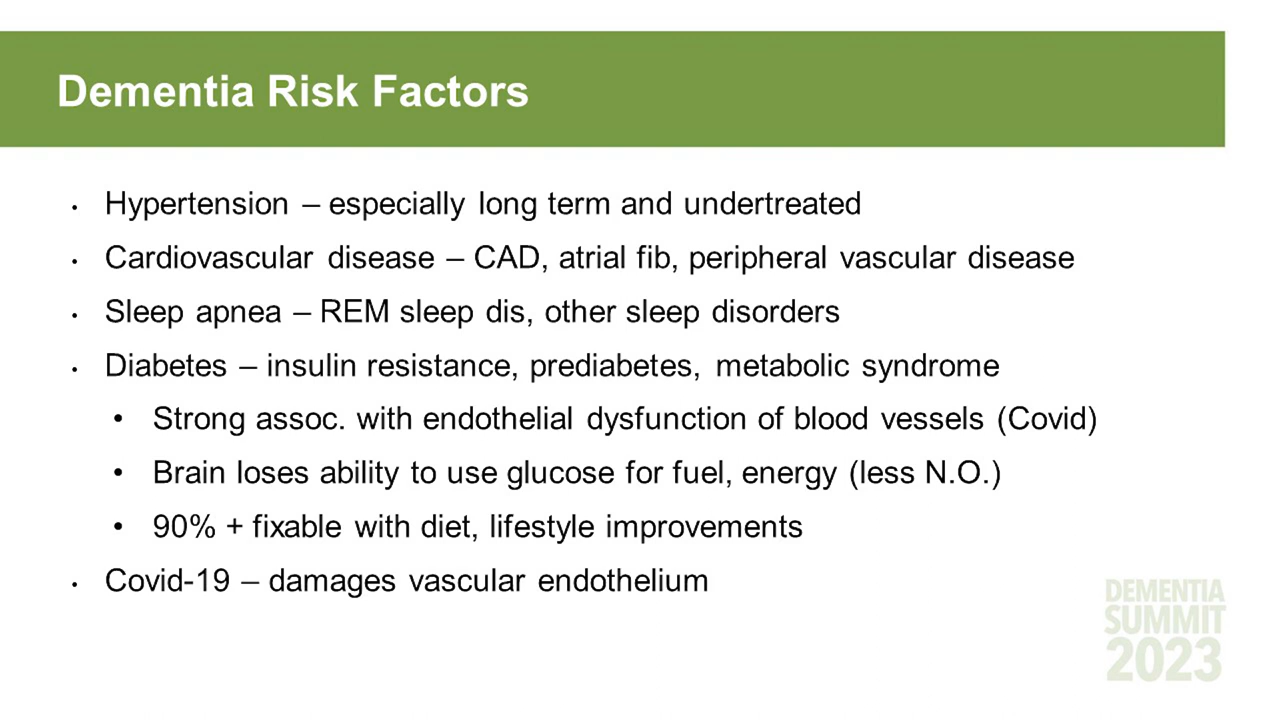 Dementia Risk Factors
• Hypertension – especially long term and undertreated
• Cardiovascular disease – CAD, atrial fib, peripheral vascular disease
• Sleep apnea – REM sleep dis, other sleep disorders
• Diabetes – insulin resistance, prediabetes, metabolic syndrome
• Strong assoc. with endothelial dysfunction of blood vessels (Covid)
• Brain loses ability to use glucose for fuel, energy (less N.O.)
• 90% + fixable with diet, lifestyle improvements
• Covid-19 – damages vascular endothelium
DEMENTIA
SUMMIT
2023